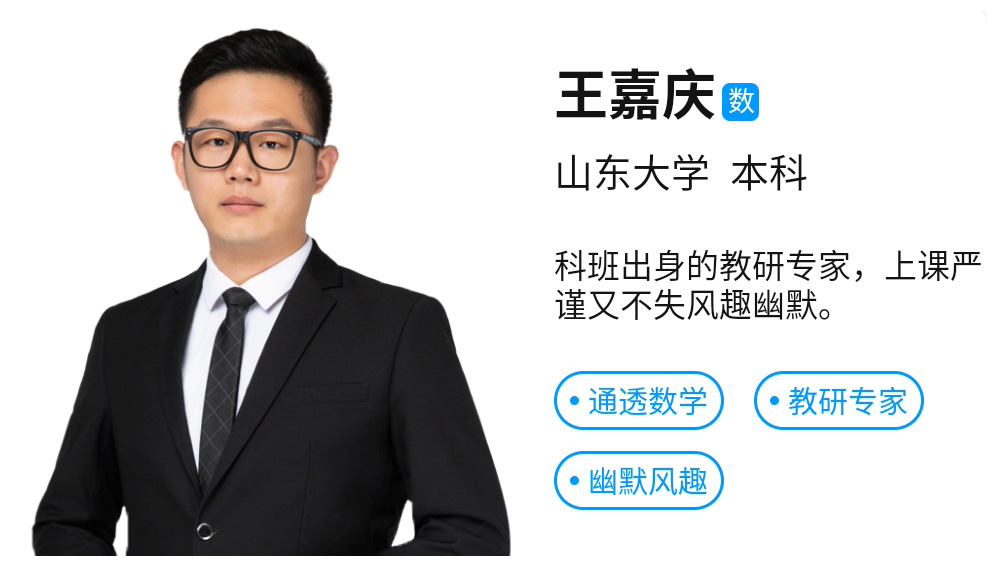 王嘉庆 数
山东大学 本科
科班出身的教研专家，上课严
谨又不失风趣幽默。
• 通透数学 • 教研专家
• 幽默风趣